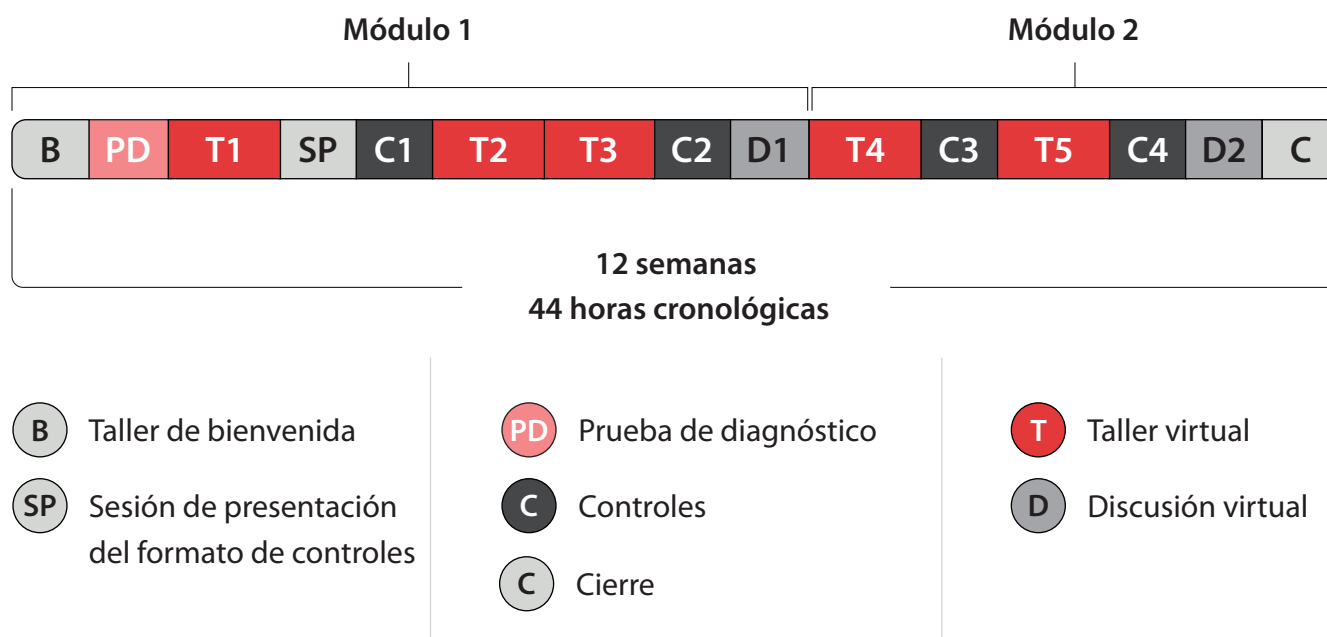 Módulo 1 Módulo 2
B PD T1 SP C1 T2 T3 C2 D1 T4 C3 T5 C4 D2 C
12 semanas
44 horas cronológicas
B Taller de bienvenida
SP Sesión de presentación
del formato de controles
PD Prueba de diagnóstico
C Controles
C Cierre
T Taller virtual
D Discusión virtual